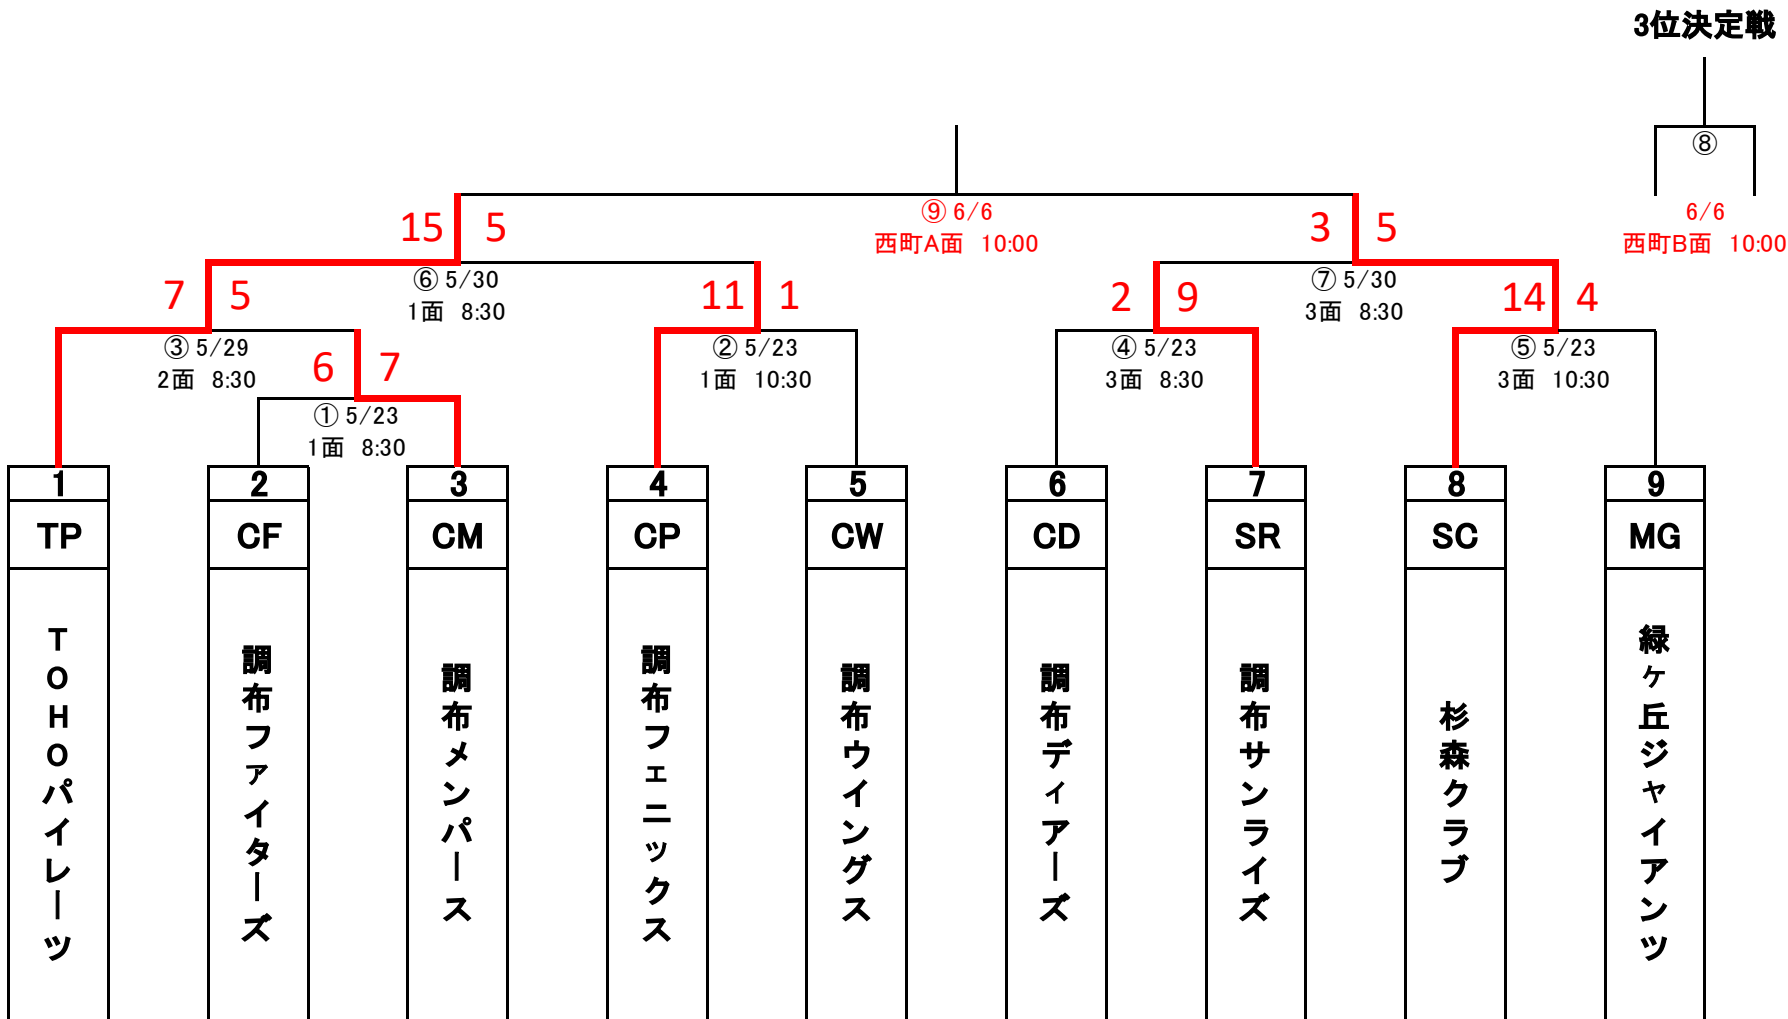 3位決定戦
⑧
6/6
西町B面 10:00
⑨ 6/6
西町A面 10:00
15 5
3 5
⑥ 5/30
1面 8:30
⑦ 5/30
3面 8:30
7 5
11 1
2 9
14 4
③ 5/29
2面 8:30
② 5/23
1面 10:30
④ 5/23
3面 8:30
⑤ 5/23
3面 10:30
6 7
① 5/23
1面 8:30
1 2 3 4 5 6 7 8 9
TP CF CM CP CW CD SR SC MG
TOHOパイレーツ
調布ファイターズ
調布メンパース
調布フェニックス
調布ウイングス
調布ディアーズ
調布サンライズ
杉森クラブ
緑ヶ丘ジャイアンツ